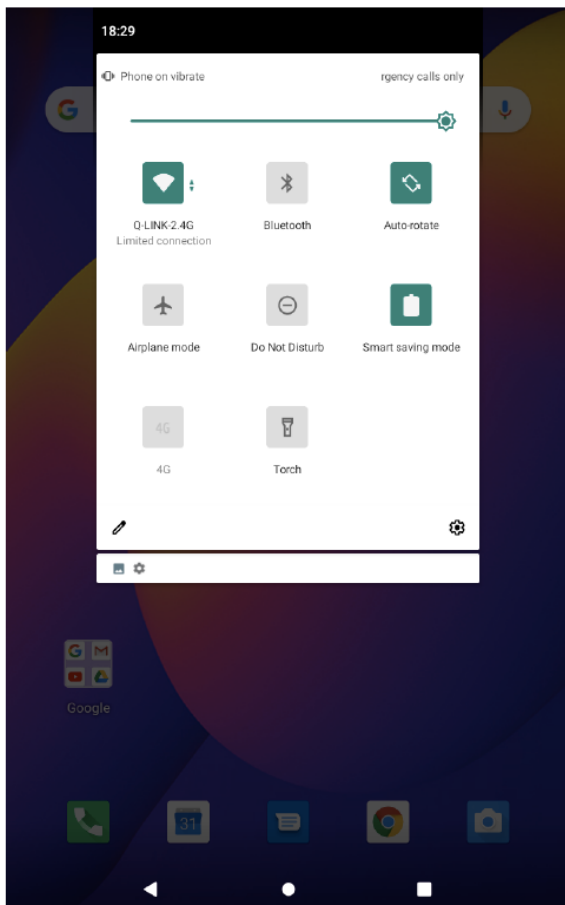 18:29
Phone on vibrate
rgency calls only
Q-LINK-2.4G
Limited connection
Bluetooth
Auto-rotate
Airplane mode
Do Not Disturb
Smart saving mode
4G
4G
Torch
Google
31